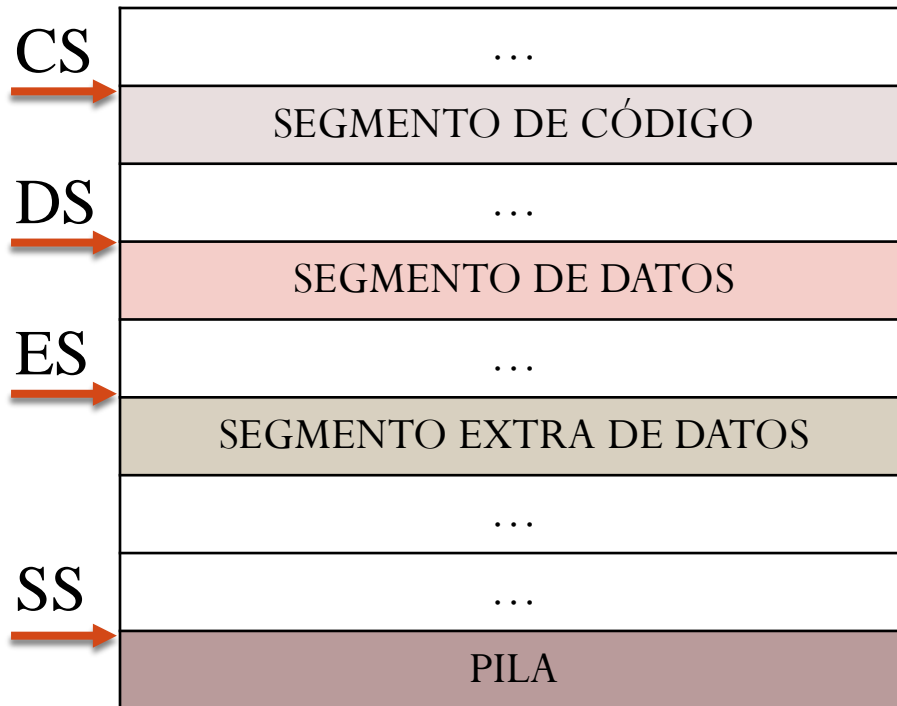 …
CS
SEGMENTO DE CÓDIGO
…
DS
SEGMENTO DE DATOS
…
ES
SEGMENTO EXTRA DE DATOS
…
…
SS
PILA